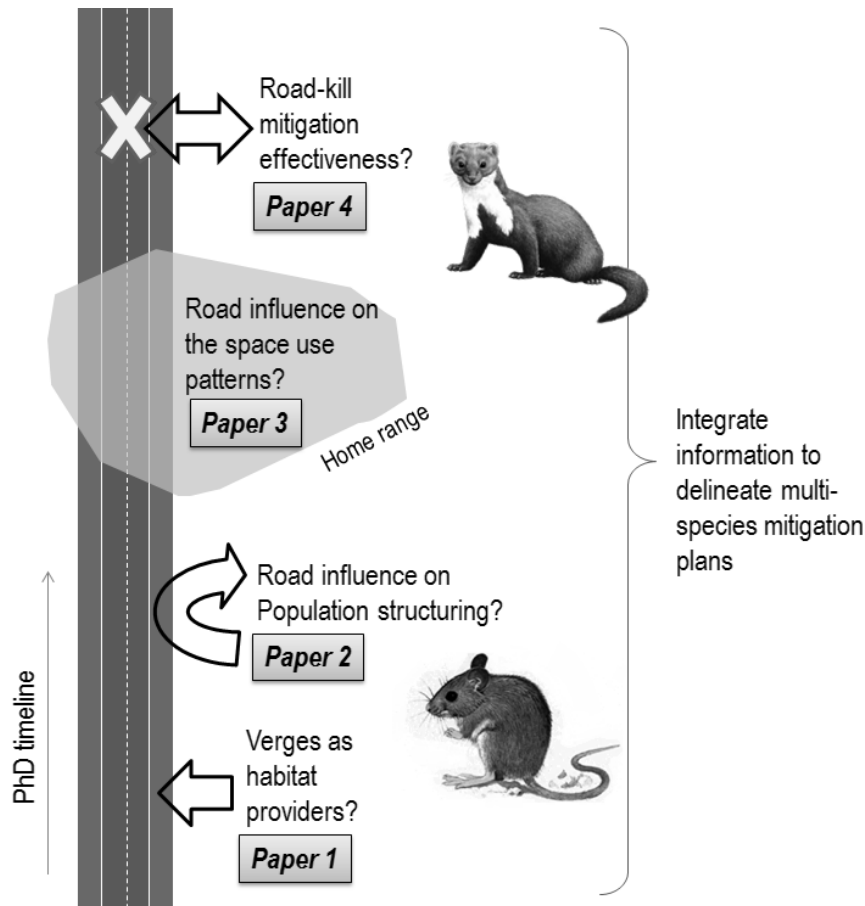 Road-kill
mitigation
effectiveness?
Paper 4
Road influence on
the space use
patterns?
Paper 3
Home range
Road influence on
Population structuring?
Paper 2
Verges as
habitat
providers?
Paper 1
PhD timeline
Integrate
information to
delineate multi-
species mitigation
plans